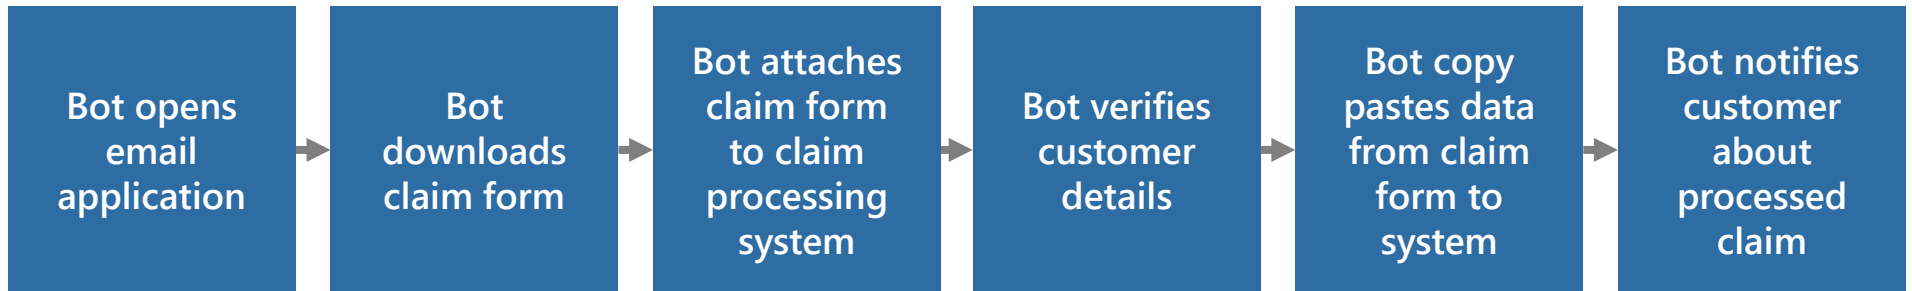 Bot opens
email
application
Bot
downloads
claim form
Bot attaches
claim form
to claim
processing
system
Bot verifies
customer
details
Bot copy
pastes data
from claim
form to
system
Bot notifies
customer
about
processed
claim